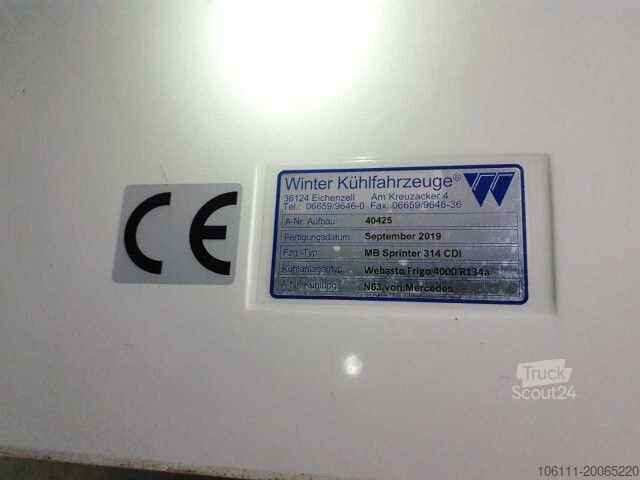 CE
Winter Kühlfahrzeuge®
36124 Eichenzell Am Kreuzacker 4
Tel.: 06659/9646-0 Fax: 06659/9646-36
A-Nr. Aufbau: 40425
Fertigungsdatum: September 2019
Fzg.-Typ: MB Sprinter 314 CDI
Kühlanlagentyp: Webasto Frigo 4000 R134a
A.Nr. Kühlung N63 von Mercedes
Truck
Scout24
106111-20065220